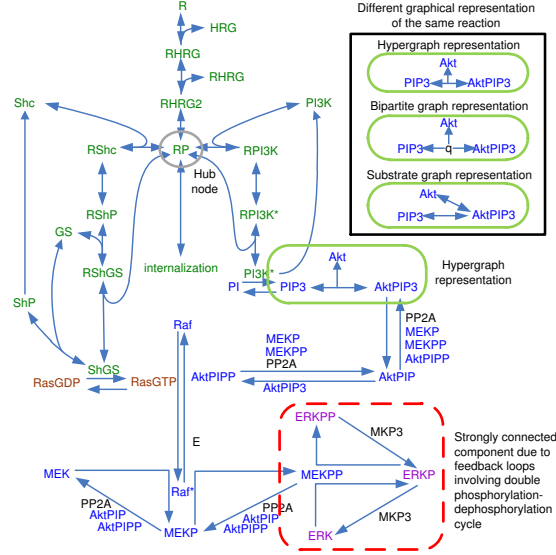 R
HRG
RHRG
RHRG
RHRG2
Shc
PI3K
RShc
RP
RPI3K
Hub
node
RShP
RPI3K*
GS
RShGS
internalization
PI3K*
PI
PIP3
Akt
AktPIP3
Hypergraph
representation
ShP
ShGS
RasGDP
RasGTP
Raf
AktPIPP
MEKP
MEKPP
PP2A
AktPIP3
AktPIP
PP2A
MEKP
MEKPP
AktPIPP
E
MEK
Raf*
PP2A
AktPIP
AktPIPP
MEKP
MEKPP
PP2A
AktPIP
AktPIPP
ERKPP
MKP3
ERKP
MKP3
ERK
Strongly connected
component due to
feedback loops
involving double
phosphorylation-
dephosphorylation
cycle
Different graphical representation
of the same reaction
Hypergraph representation
Akt
PIP3
AktPIP3
Bipartite graph representation
Akt
PIP3
q
AktPIP3
Substrate graph representation
Akt
PIP3
AktPIP3